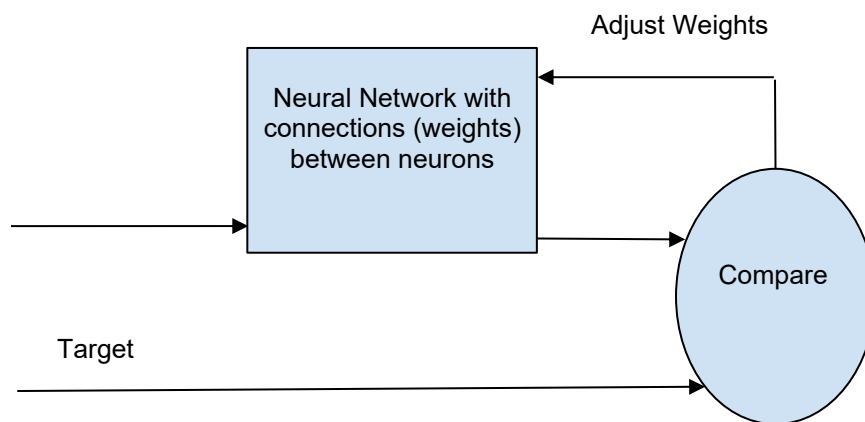 Adjust Weights
Neural Network with
connections (weights)
between neurons
Compare
Target